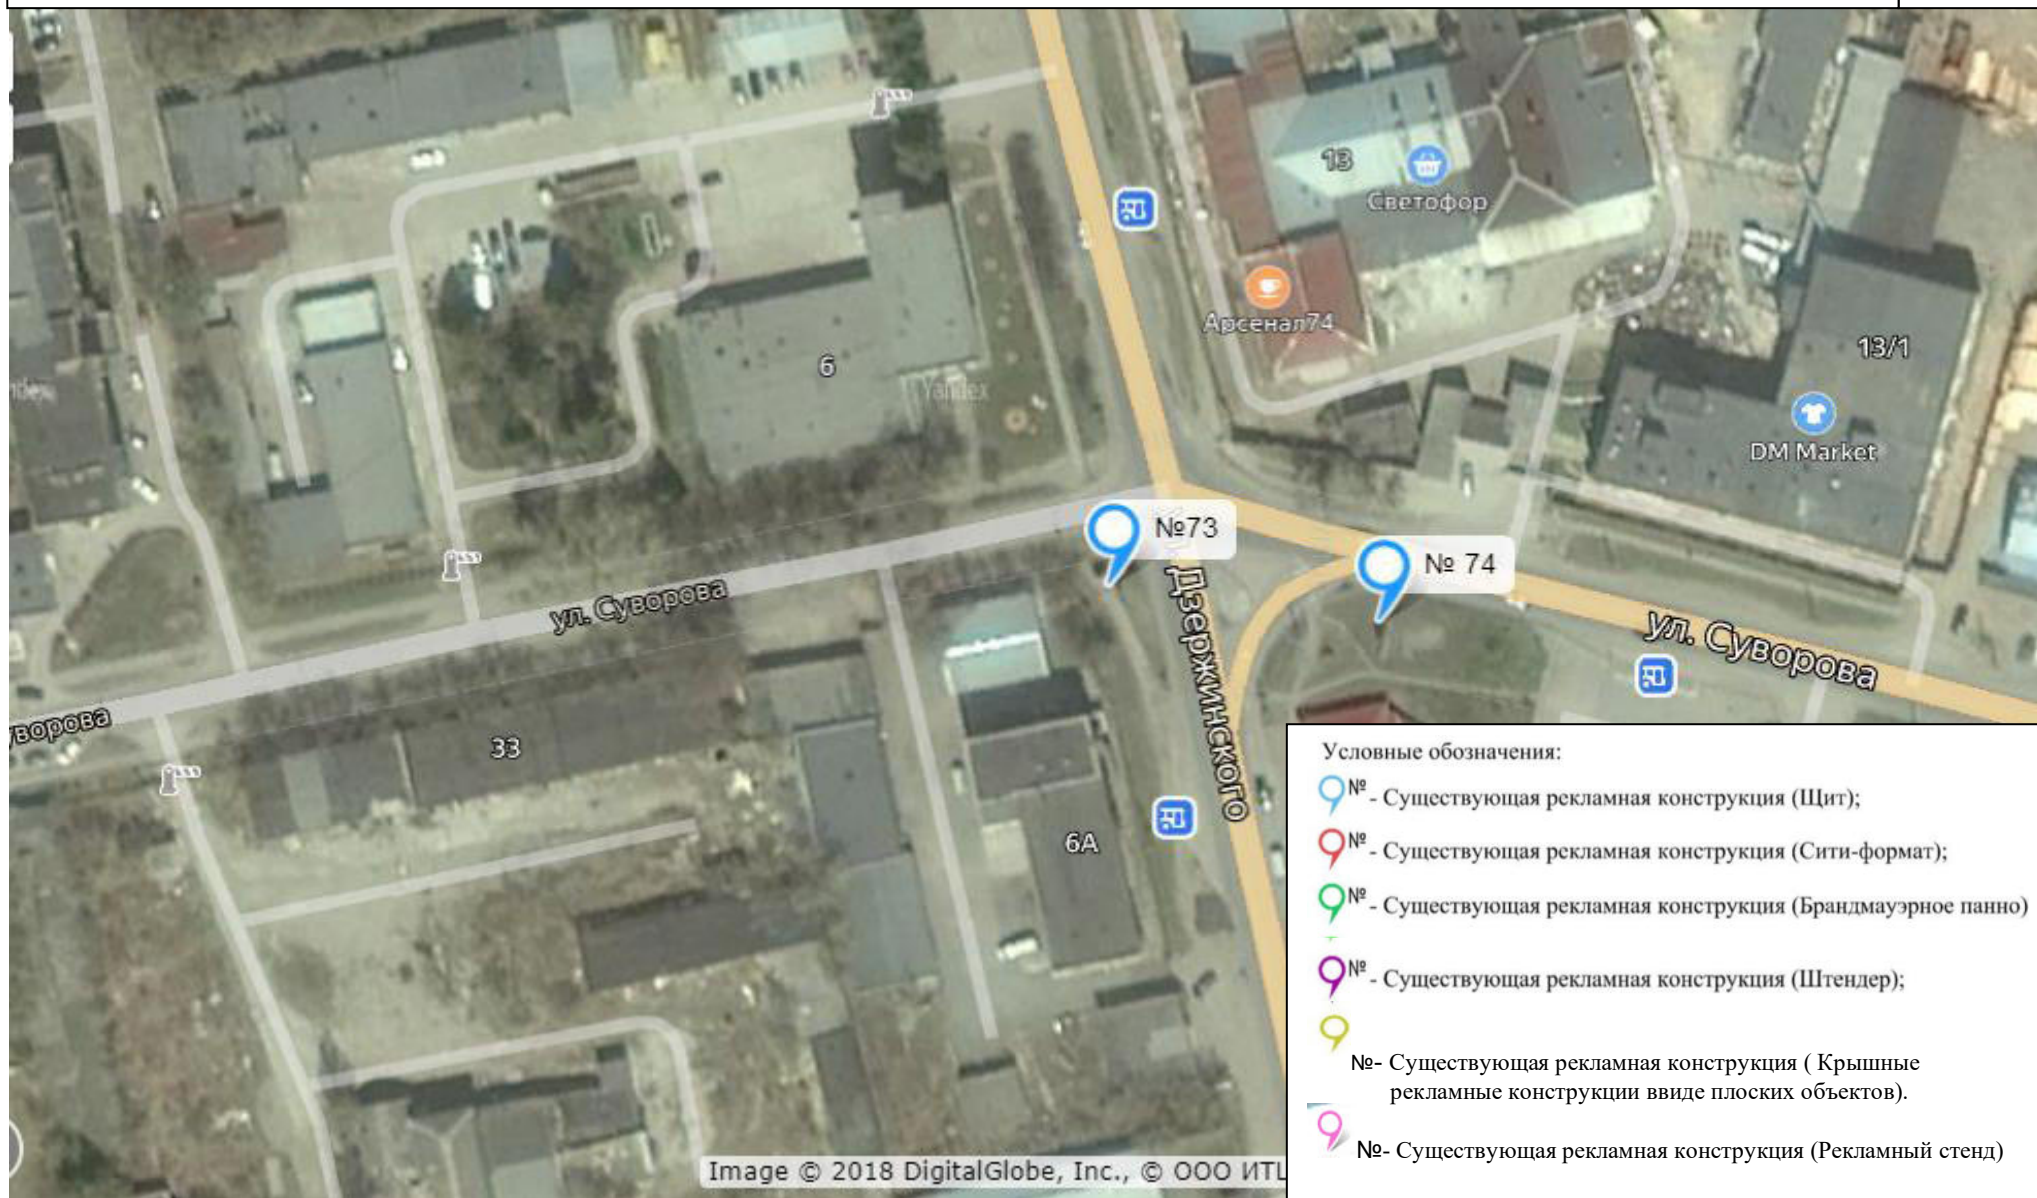 13
Светофор
Арсенал74
13/1
6
Yandex
DM Market
№73
№ 74
ул. Суворова
Дзержинского
ул. Суворова
33
6А
Условные обозначения:
№ - Существующая рекламная конструкция (Щит);
№ - Существующая рекламная конструкция (Сити-формат);
№ - Существующая рекламная конструкция (Брандмауэрное панно)
№ - Существующая рекламная конструкция (Штендер);
№- Существующая рекламная конструкция ( Крышные
рекламные конструкции ввиде плоских объектов).
№- Существующая рекламная конструкция (Рекламный стенд)
Image © 2018 DigitalGlobe, Inc., © ООО ИТЦ